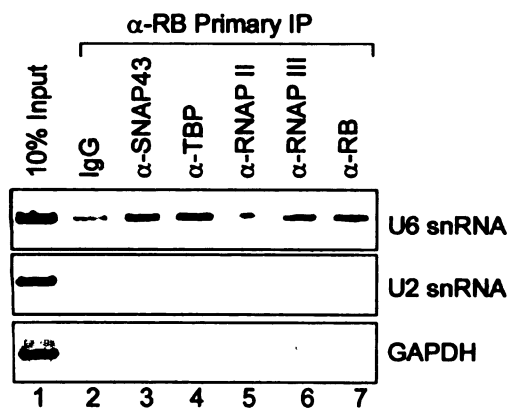 α-RB Primary IP
10% Input
IgG
α-SNAP43
α-TBP
α-RNAP II
α-RNAP III
α-RB
U6 snRNA
U2 snRNA
GAPDH
1 2 3 4 5 6 7